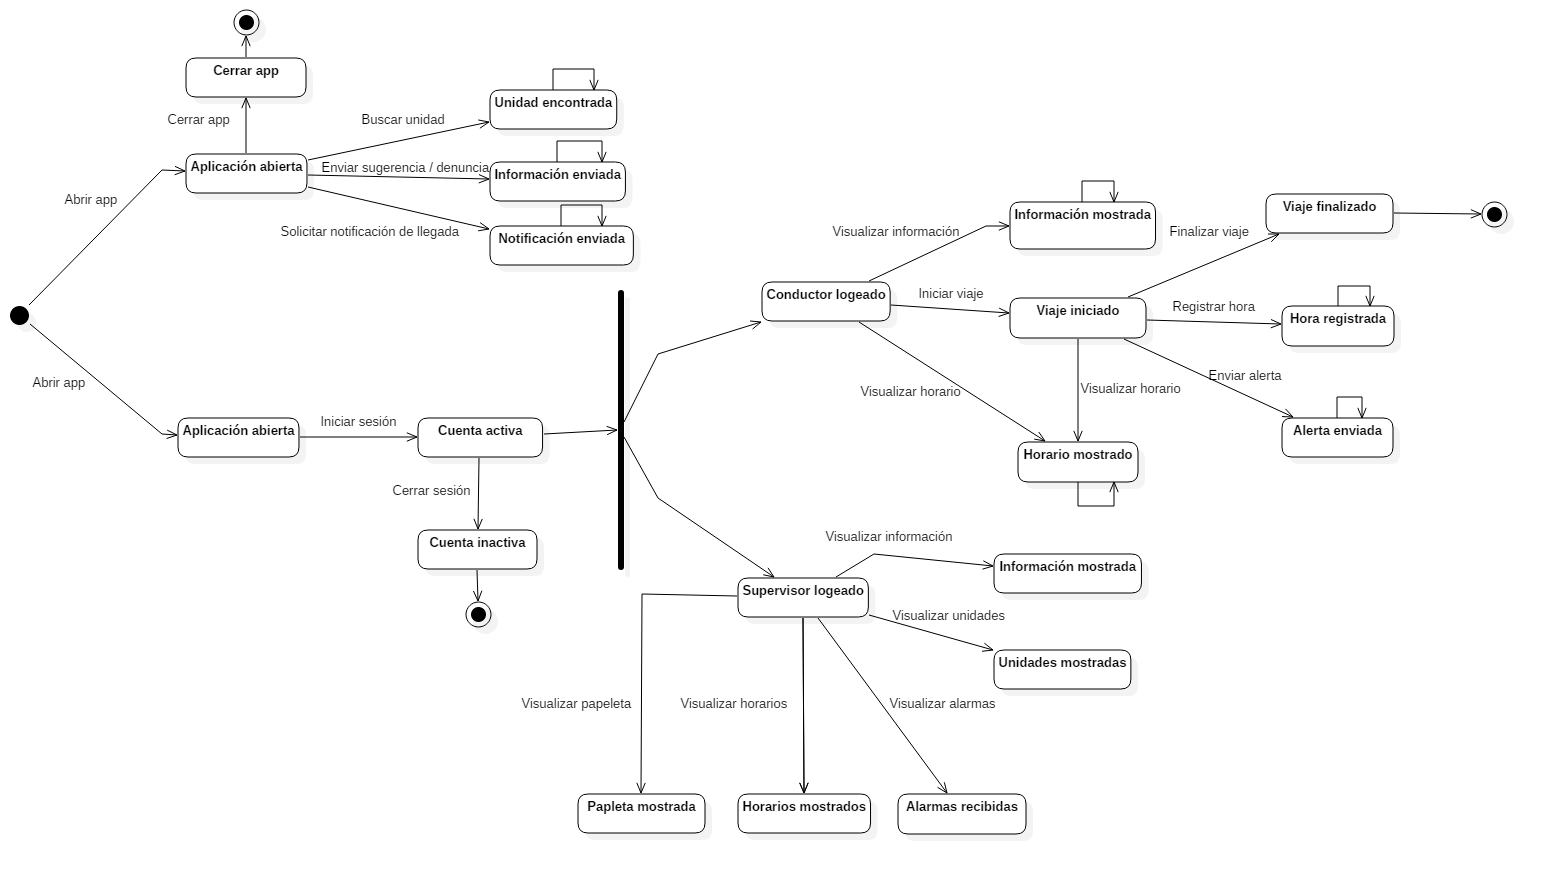 Cerrar app
Cerrar app
Aplicación abierta
Abrir app
Buscar unidad
Unidad encontrada
Enviar sugerencia / denuncia
Información enviada
Solicitar notificación de llegada
Notificación enviada
Abrir app
Aplicación abierta
Iniciar sesión
Cuenta activa
Cerrar sesión
Cuenta inactiva
Conductor logeado
Visualizar información
Información mostrada
Iniciar viaje
Viaje iniciado
Finalizar viaje
Viaje finalizado
Registrar hora
Hora registrada
Enviar alerta
Alerta enviada
Visualizar horario
Visualizar horario
Horario mostrado
Supervisor logeado
Visualizar información
Información mostrada
Visualizar unidades
Unidades mostradas
Visualizar papeleta
Visualizar horarios
Visualizar alarmas
Papleta mostrada
Horarios mostrados
Alarmas recibidas